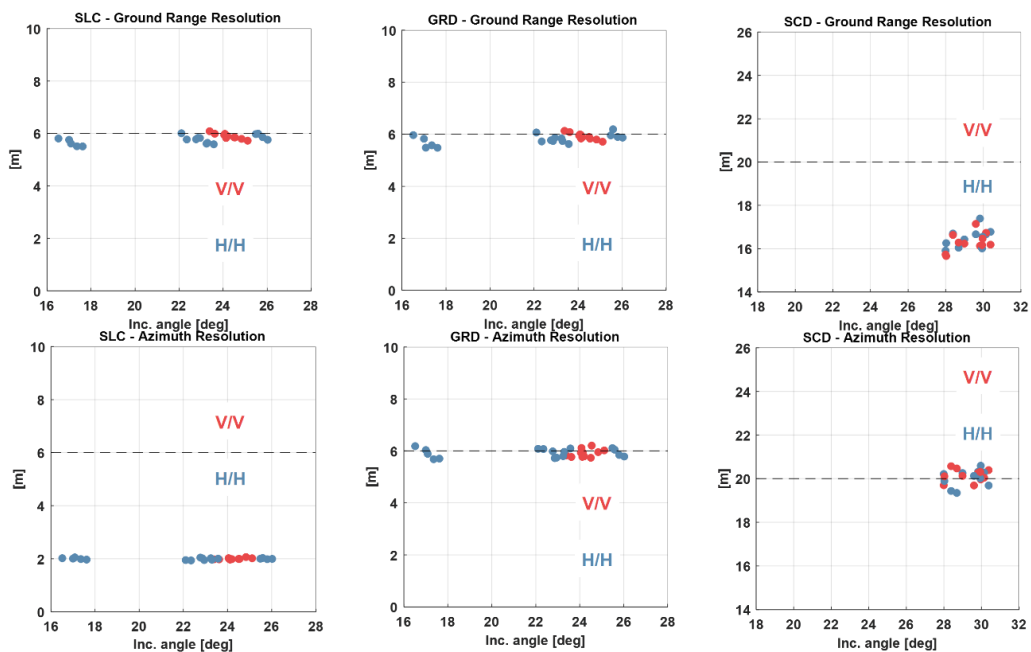 SLC - Ground Range Resolution
10
8
6
4
2
0
[m]
V/V
H/H
16 18 20 22 24 26 28
Inc. angle [deg]
GRD - Ground Range Resolution
10
8
6
4
2
0
[m]
V/V
H/H
16 18 20 22 24 26 28
Inc. angle [deg]
SCD - Ground Range Resolution
26
24
22
20
18
16
14
[m]
V/V
H/H
18 20 22 24 26 28 30 32
Inc. angle [deg]
SLC - Azimuth Resolution
10
8
6
4
2
0
[m]
V/V
H/H
16 18 20 22 24 26 28
Inc. angle [deg]
GRD - Azimuth Resolution
10
8
6
4
2
0
[m]
V/V
H/H
16 18 20 22 24 26 28
Inc. angle [deg]
SCD - Azimuth Resolution
26
24
22
20
18
16
14
[m]
V/V
H/H
18 20 22 24 26 28 30 32
Inc. angle [deg]